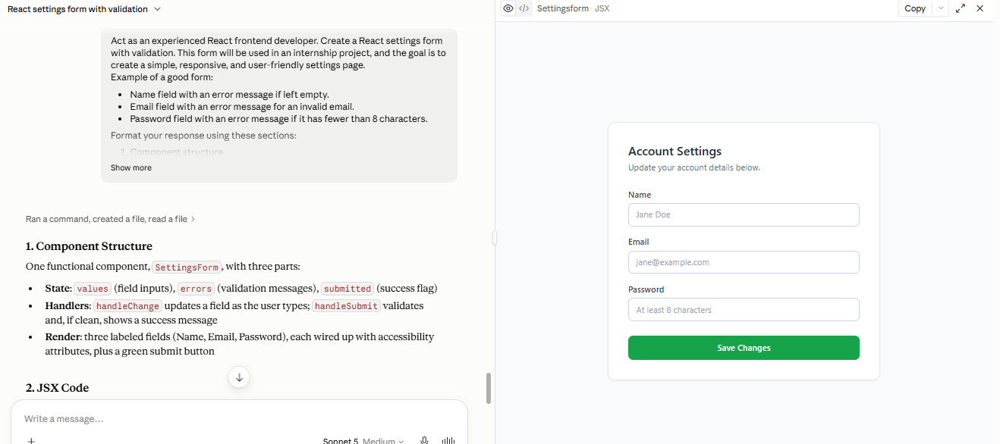 React settings form with validation
Act as an experienced React frontend developer. Create a React settings form
with validation. This form will be used in an internship project, and the goal is to
create a simple, responsive, and user-friendly settings page.
Example of a good form:
• Name field with an error message if left empty.
• Email field with an error message for an invalid email.
• Password field with an error message if it has fewer than 8 characters.
Format your response using these sections:
1. Component structure
Show more
Ran a command, created a file, read a file >
1. Component Structure
One functional component, SettingsForm, with three parts:
• State: values (field inputs), errors (validation messages), submitted (success flag)
• Handlers: handleChange updates a field as the user types; handleSubmit validates
and, if clean, shows a success message
• Render: three labeled fields (Name, Email, Password), each wired up with accessibility
attributes, plus a green submit button
2. JSX Code
Write a message...
Sonnet 5 Medium
Settingsform · JSX
Copy
Account Settings
Update your account details below.
Name
Jane Doe
Email
jane@example.com
Password
At least 8 characters
Save Changes